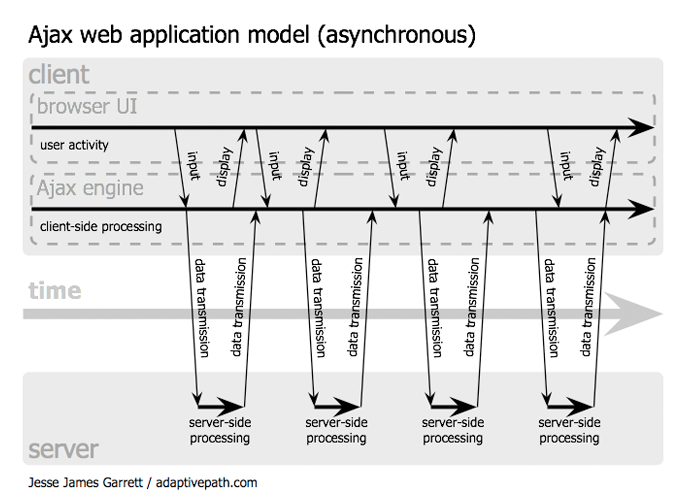 Ajax web application model (asynchronous)
client
browser UI
user activity
input
display
input
display
input
display
input
display
Ajax engine
client-side processing
data transmission
data transmission
data transmission
data transmission
data transmission
data transmission
data transmission
data transmission
time
server-side
processing
server-side
processing
server-side
processing
server-side
processing
server
Jesse James Garrett / adaptivepath.com